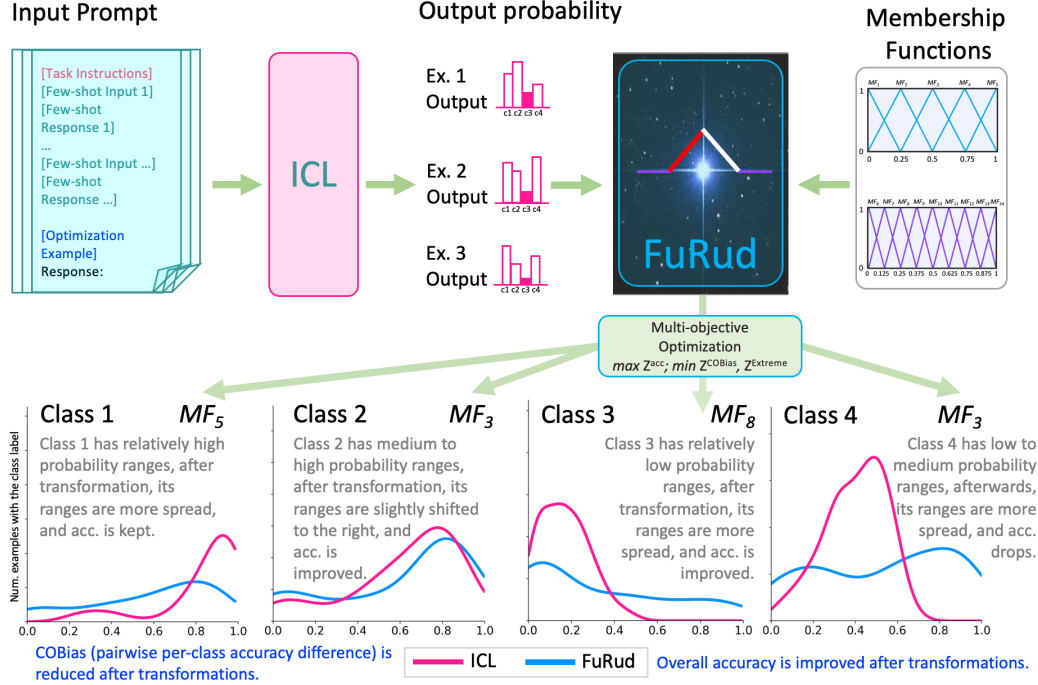 Input Prompt
Output probability
Membership
Functions
[Task Instructions]
[Few-shot Input 1]
[Few-shot
Response 1]
...
[Few-shot Input ...]
[Few-shot
Response ...]
[Optimization
Example]
Response:
ICL
Ex. 1
Output
c1 c2 c3 c4
Ex. 2
Output
c1 c2 c3 c4
Ex. 3
Output
c1 c2 c3 c4
FuRud
MF1 MF2 MF3 MF4 MF5
1
0
0 0.25 0.5 0.75 1
MF6 MF7 MF8 MF9 MF10 MF11 MF12 MF13 MF14
1
0
0 0.125 0.25 0.375 0.5 0.625 0.75 0.875 1
Multi-objective
Optimization
max Z^acc; min Z^COBias, Z^Extreme
Num. examples with the class label
Class 1 MF5
Class 1 has relatively high
probability ranges, after
transformation, its
ranges are more spread,
and acc. is kept.
0.0 0.2 0.4 0.6 0.8 1.0
Class 2 MF3
Class 2 has medium to
high probability ranges,
after transformation, its
ranges are slightly shifted
to the right, and
acc. is
improved.
0.0 0.2 0.4 0.6 0.8 1.0
Class 3 MF8
Class 3 has relatively
low probability
ranges, after
transformation, its
ranges are more
spread, and acc. is
improved.
0.0 0.2 0.4 0.6 0.8 1.0
Class 4 MF3
Class 4 has low to
medium probability
ranges, afterwards,
its ranges are more
spread, and acc.
drops.
0.0 0.2 0.4 0.6 0.8 1.0
COBias (pairwise per-class accuracy difference) is
reduced after transformations.
ICL FuRud
Overall accuracy is improved after transformations.